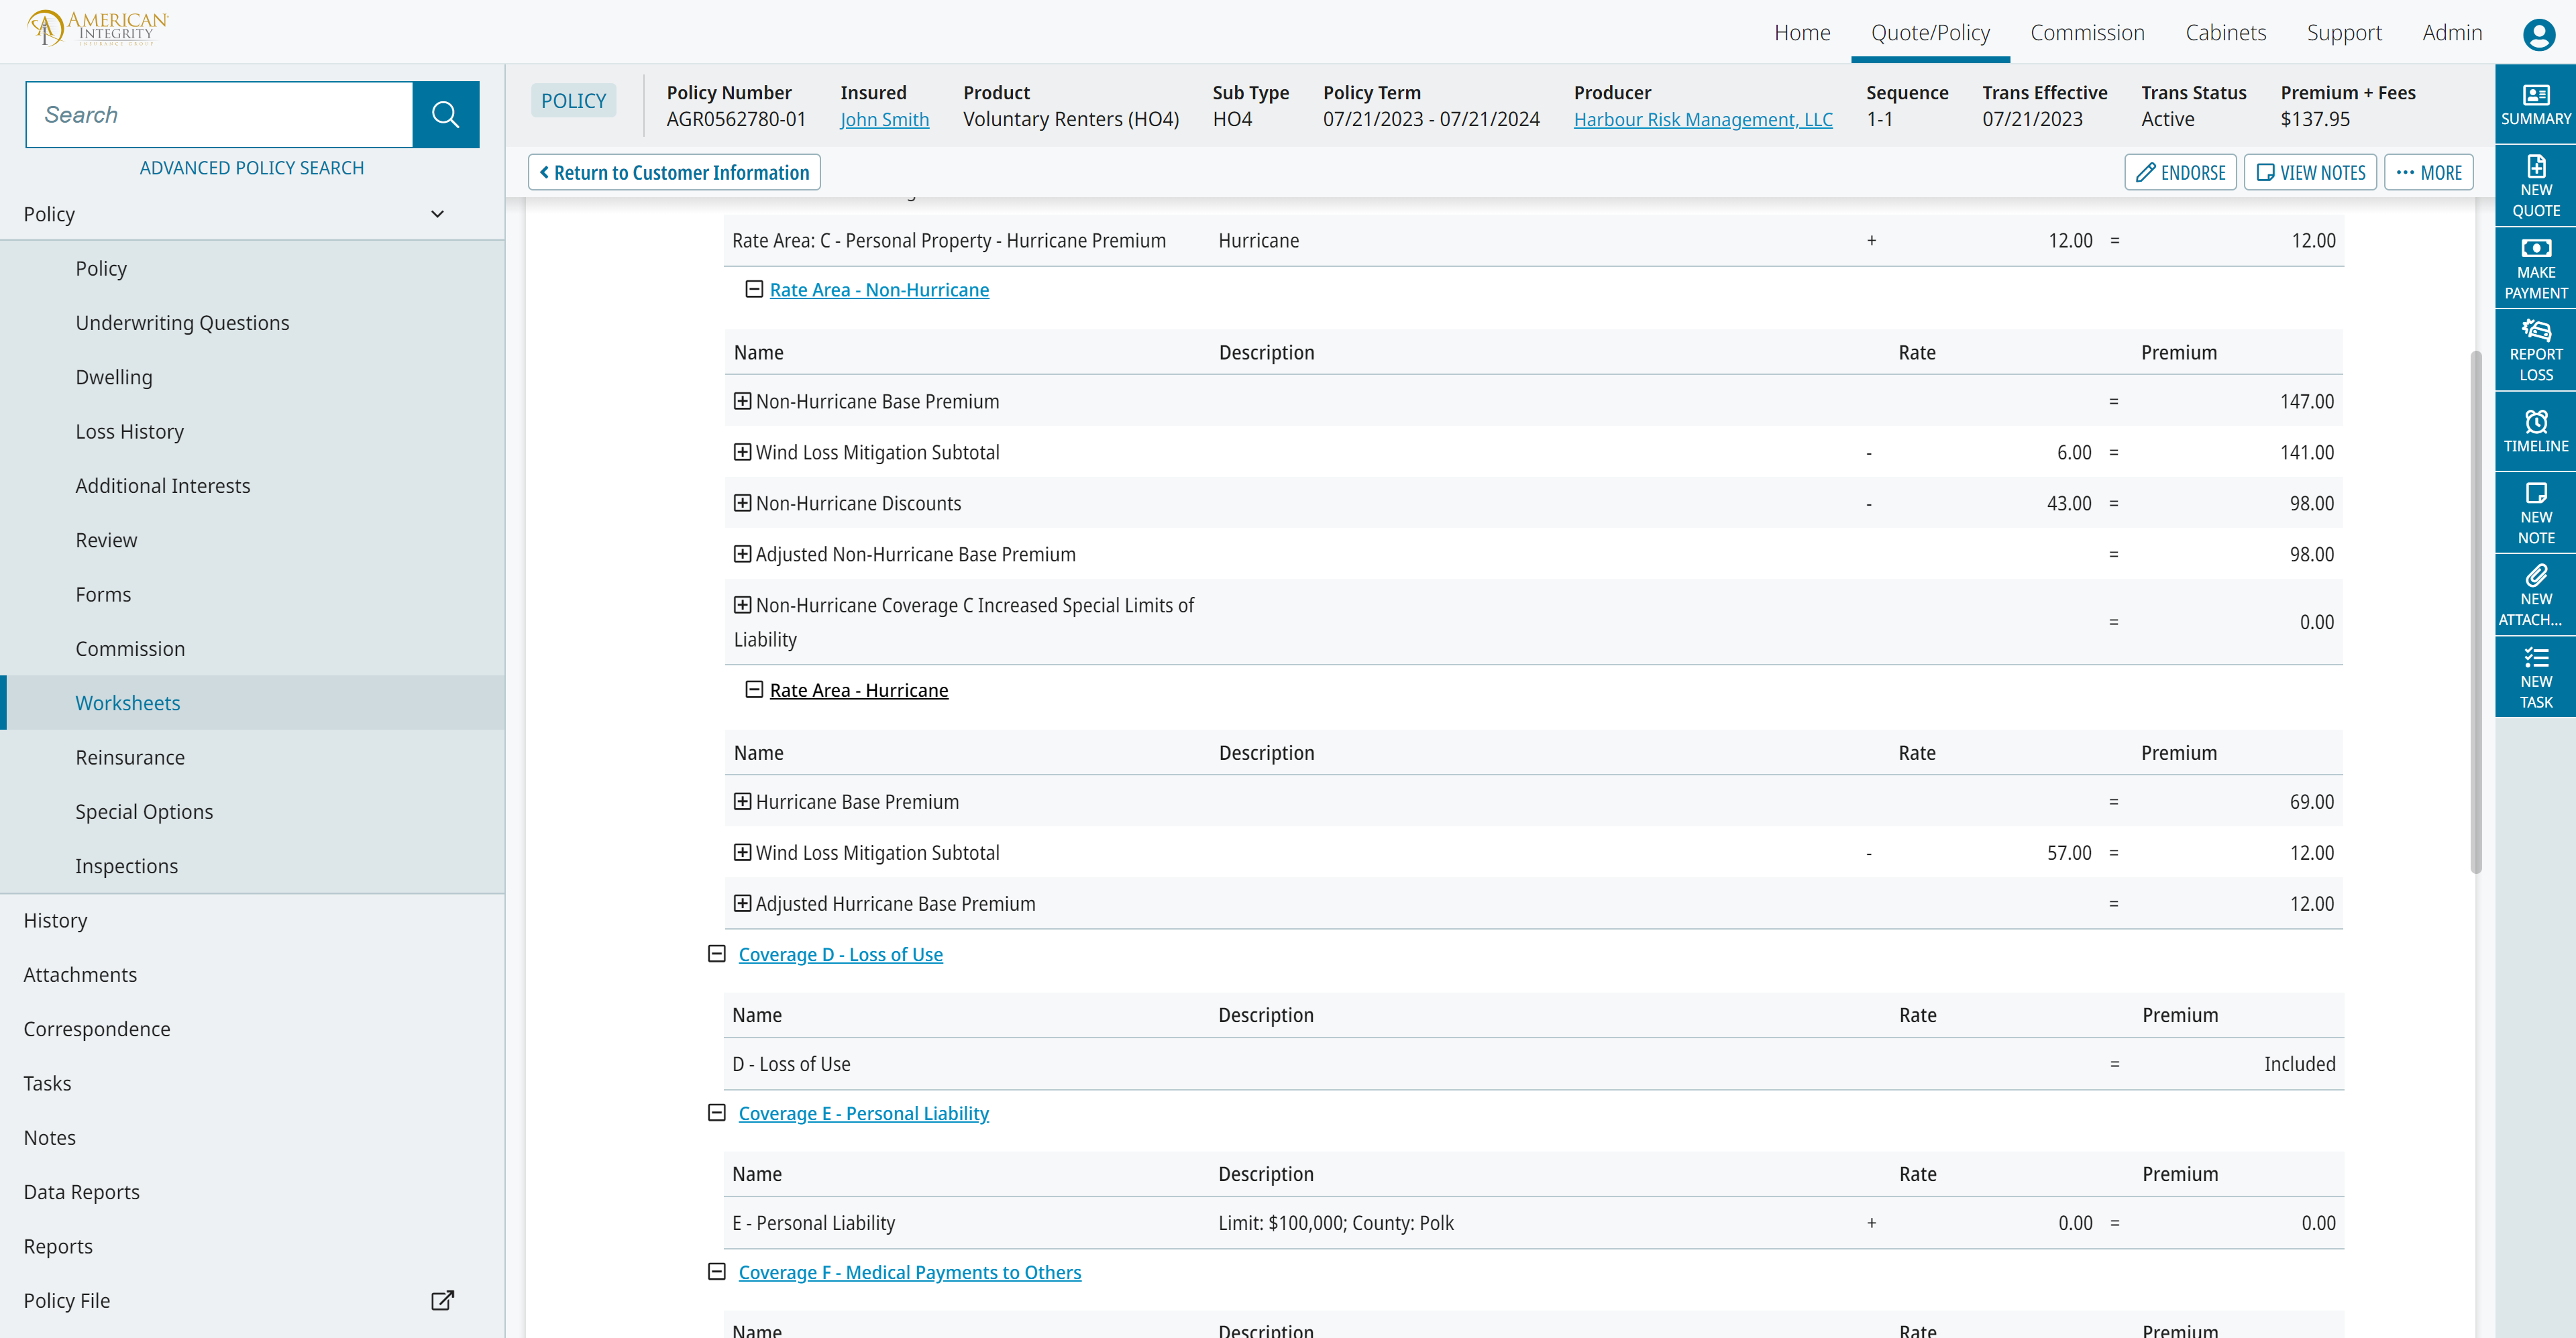 AMERICAN
INTEGRITY
INSURANCE GROUP
Home
Quote/Policy
Commission
Cabinets
Support
Admin
Search
ADVANCED POLICY SEARCH
Policy
Policy
Underwriting Questions
Dwelling
Loss History
Additional Interests
Review
Forms
Commission
Worksheets
Reinsurance
Special Options
Inspections
History
Attachments
Correspondence
Tasks
Notes
Data Reports
Reports
Policy File
POLICY
Policy Number
AGR0562780-01
Insured
John Smith
Product
Voluntary Renters (HO4)
Sub Type
HO4
Policy Term
07/21/2023 - 07/21/2024
Producer
Harbour Risk Management, LLC
Sequence
1-1
Trans Effective
07/21/2023
Trans Status
Active
Premium + Fees
$137.95
Return to Customer Information
ENDORSE
VIEW NOTES
MORE
Rate Area: C - Personal Property - Hurricane Premium Hurricane + 12.00 = 12.00
Rate Area - Non-Hurricane
Name Description Rate Premium
Non-Hurricane Base Premium = 147.00
Wind Loss Mitigation Subtotal - 6.00 = 141.00
Non-Hurricane Discounts - 43.00 = 98.00
Adjusted Non-Hurricane Base Premium = 98.00
Non-Hurricane Coverage C Increased Special Limits of
Liability
= 0.00
Rate Area - Hurricane
Name Description Rate Premium
Hurricane Base Premium = 69.00
Wind Loss Mitigation Subtotal - 57.00 = 12.00
Adjusted Hurricane Base Premium = 12.00
Coverage D - Loss of Use
Name Description Rate Premium
D - Loss of Use = Included
Coverage E - Personal Liability
Name Description Rate Premium
E - Personal Liability Limit: $100,000; County: Polk + 0.00 = 0.00
Coverage F - Medical Payments to Others
Name Description Rate Premium
SUMMARY
NEW
QUOTE
MAKE
PAYMENT
REPORT
LOSS
TIMELINE
NEW
NOTE
NEW
ATTACH...
NEW
TASK